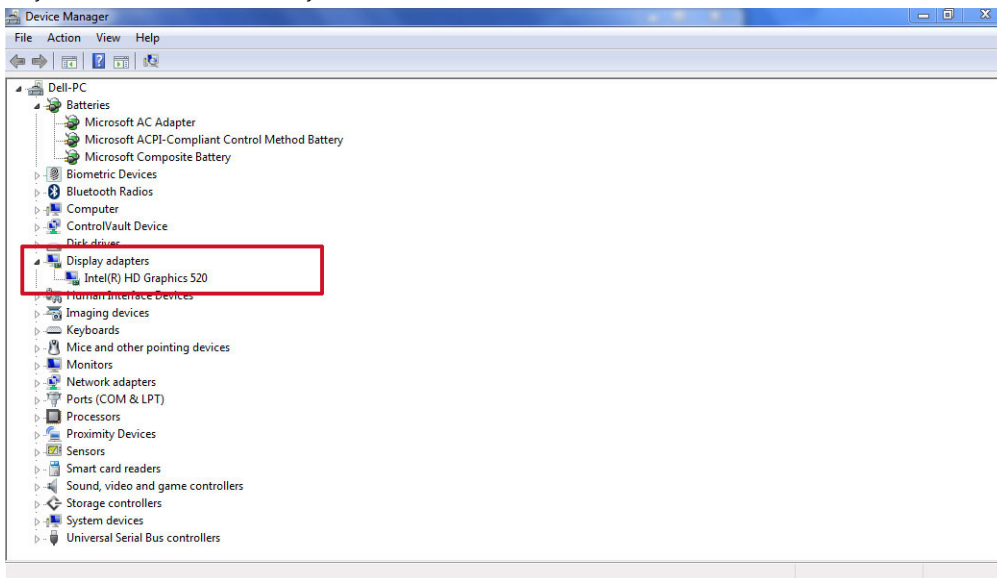 Device Manager
File Action View Help
Dell-PC
Batteries
Microsoft AC Adapter
Microsoft ACPI-Compliant Control Method Battery
Microsoft Composite Battery
Biometric Devices
Bluetooth Radios
Computer
ControlVault Device
Disk drives
Display adapters
Intel(R) HD Graphics 520
Human Interface Devices
Imaging devices
Keyboards
Mice and other pointing devices
Monitors
Network adapters
Ports (COM & LPT)
Processors
Proximity Devices
Sensors
Smart card readers
Sound, video and game controllers
Storage controllers
System devices
Universal Serial Bus controllers